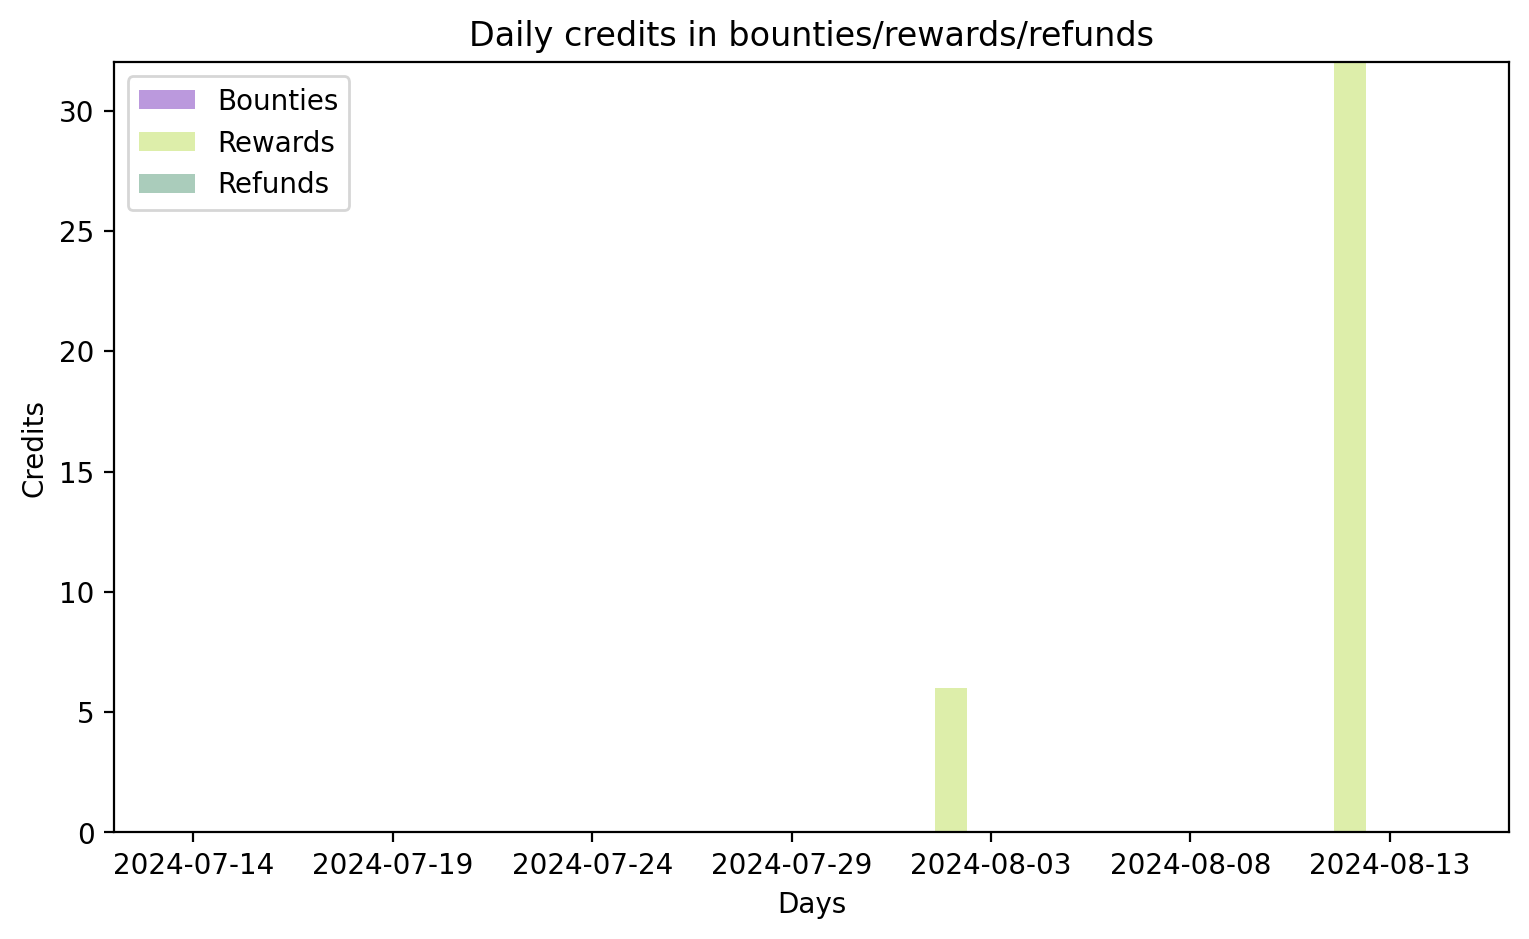 Daily credits in bounties/rewards/refunds
Bounties
Rewards
Refunds
30
25
20
15
10
5
0
Credits
2024-07-14 2024-07-19 2024-07-24 2024-07-29 2024-08-03 2024-08-08 2024-08-13
Days